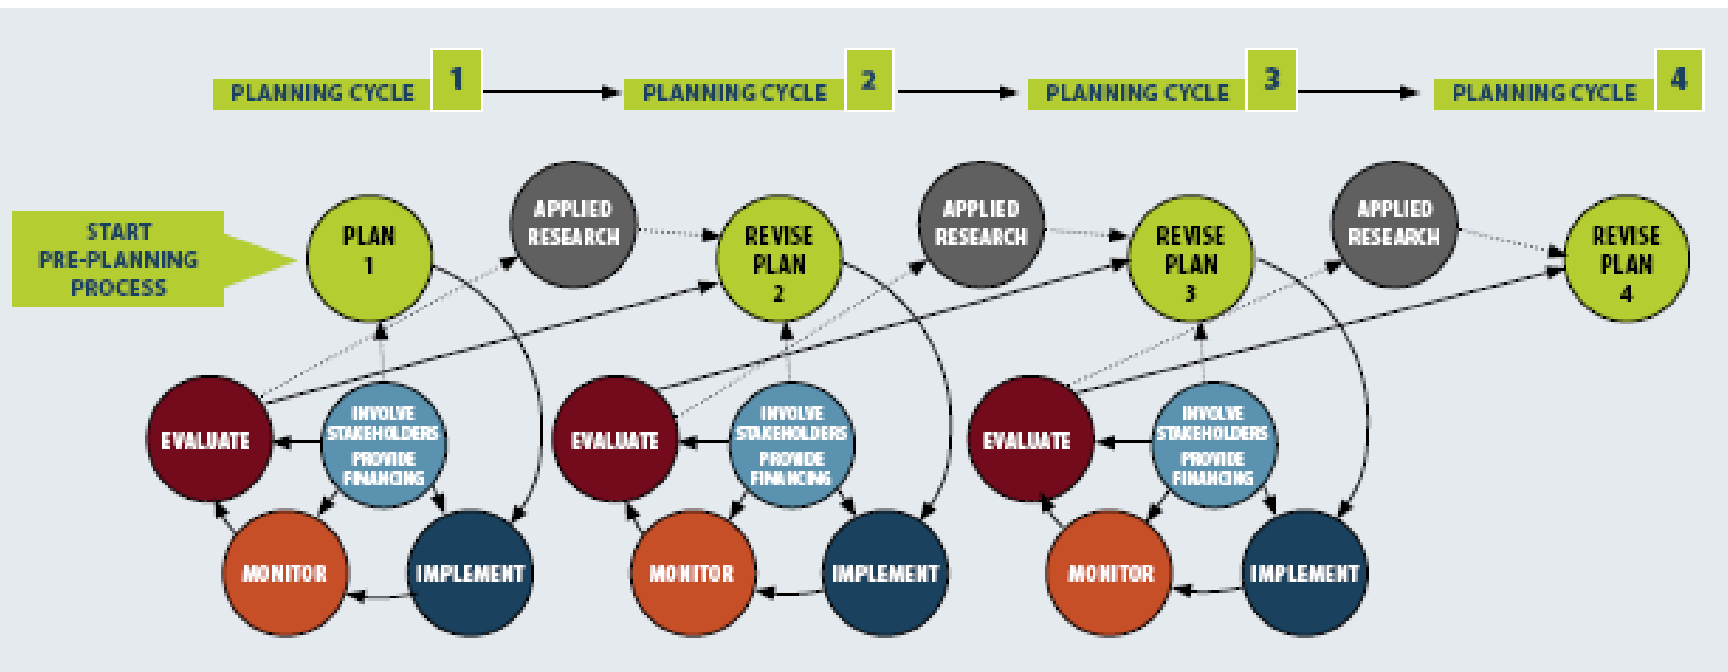 PLANNING CYCLE 1
PLANNING CYCLE 2
PLANNING CYCLE 3
PLANNING CYCLE 4
START
PRE-PLANNING
PROCESS
PLAN
1
APPLIED
RESEARCH
REVISE
PLAN
2
APPLIED
RESEARCH
REVISE
PLAN
3
APPLIED
RESEARCH
REVISE
PLAN
4
EVALUATE
INVOLVE
STAKEHOLDERS
PROVIDE
FINANCING
MONITOR
IMPLEMENT
EVALUATE
INVOLVE
STAKEHOLDERS
PROVIDE
FINANCING
MONITOR
IMPLEMENT
EVALUATE
INVOLVE
STAKEHOLDERS
PROVIDE
FINANCING
MONITOR
IMPLEMENT